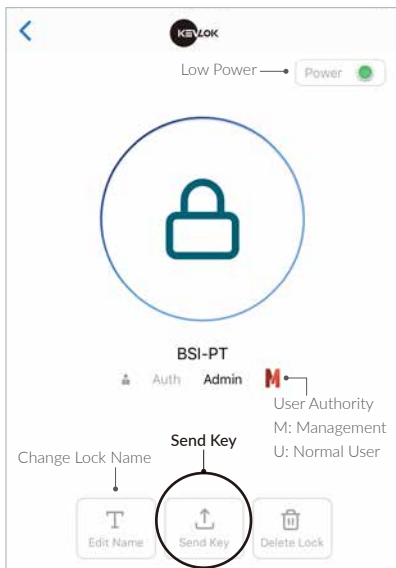 KEVLOK
Low Power
Power
BSI-PT
Auth Admin M
User Authority
M: Management
U: Normal User
Send Key
Change Lock Name
T
Edit Name
Send Key
Delete Lock